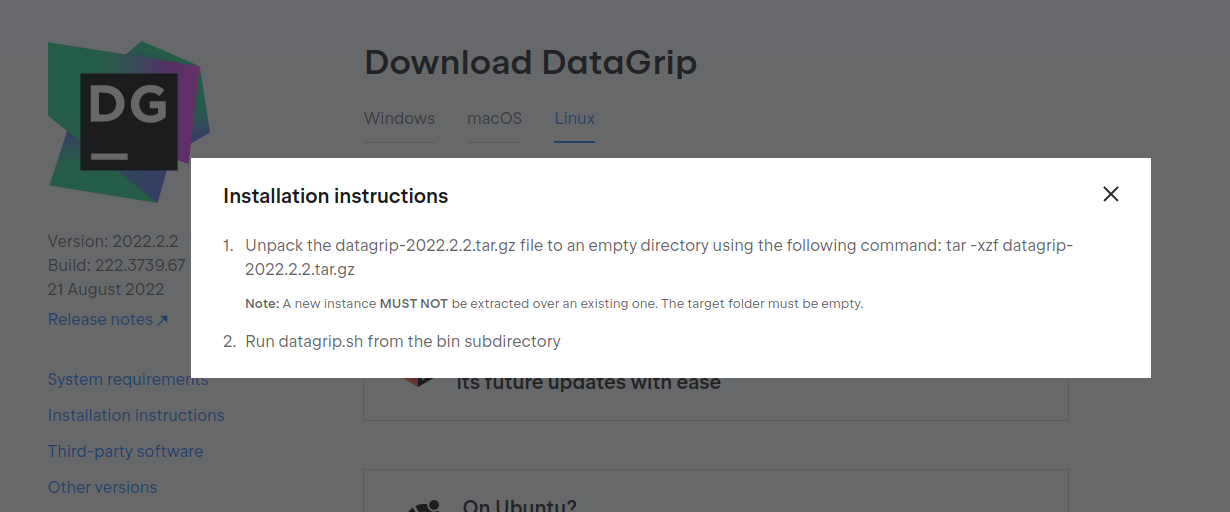 DG
Download DataGrip
Windows macOS Linux
Installation instructions
1. Unpack the datagrip-2022.2.2.tar.gz file to an empty directory using the following command: tar -xzf datagrip-
2022.2.2.tar.gz
Note: A new instance MUST NOT be extracted over an existing one. The target folder must be empty.
2. Run datagrip.sh from the bin subdirectory
Version: 2022.2.2
Build: 222.3739.67
21 August 2022
Release notes ↗
System requirements
Installation instructions
Third-party software
Other versions
its future updates with ease
On Ubuntu?